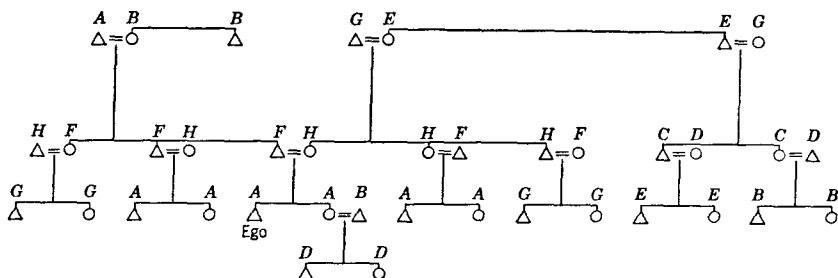 A B B G E E G
H F F H F H H F H F C D C D
G G A A A A B A A G G E E B B
Ego
D D